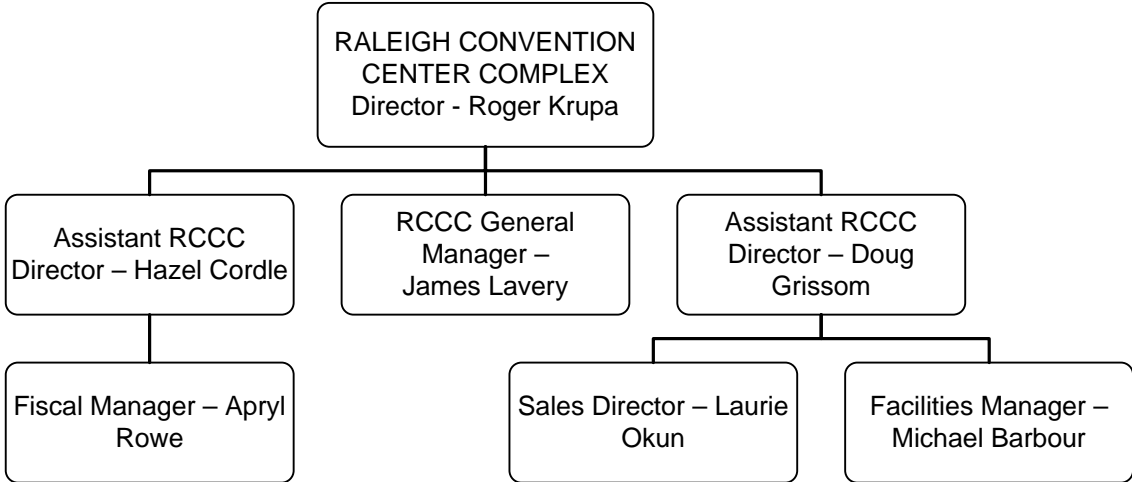 RALEIGH CONVENTION
CENTER COMPLEX
Director - Roger Krupa
Assistant RCCC
Director – Hazel Cordle
RCCC General
Manager –
James Lavery
Assistant RCCC
Director – Doug
Grissom
Fiscal Manager – Apryl
Rowe
Sales Director – Laurie
Okun
Facilities Manager –
Michael Barbour